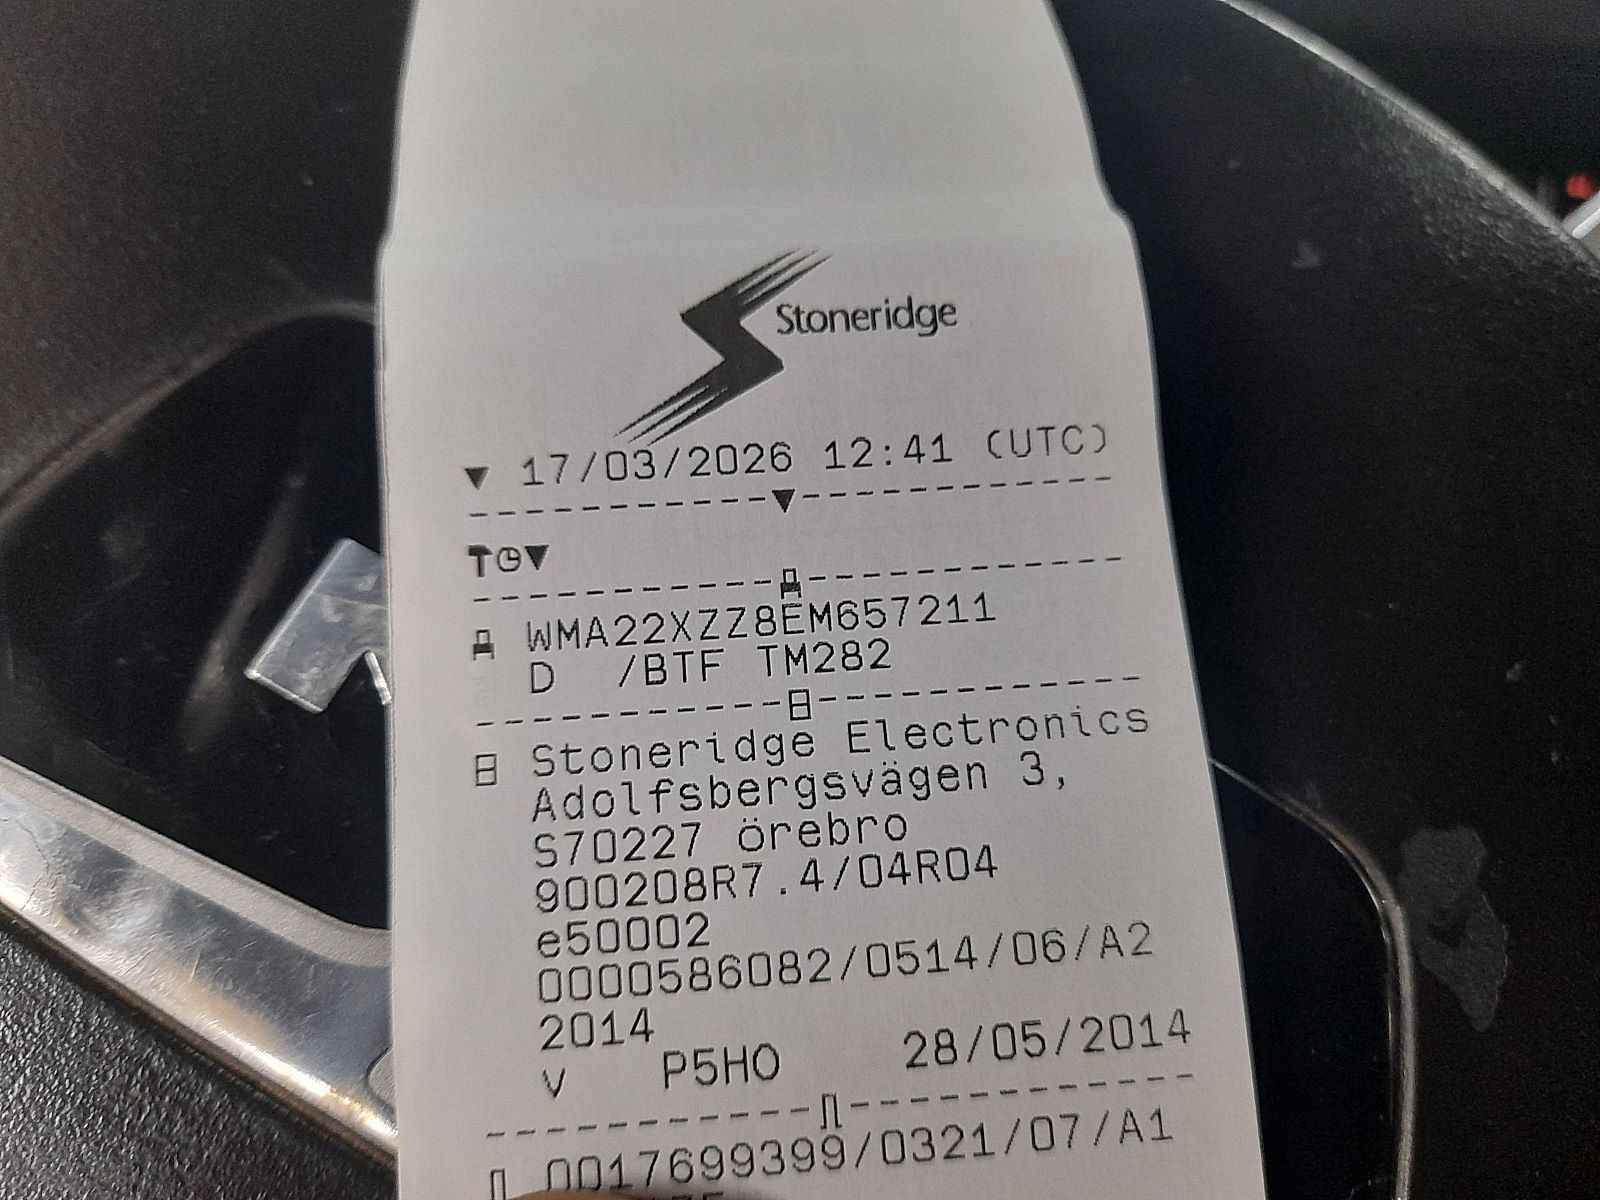 Stoneridge
▼ 17/03/2026 12:41 (UTC)
WMA22XZZ8EM657211
D /BTF TM282
Stoneridge Electronics
Adolfsbergsvägen 3,
S70227 örebro
900208R7.4/04R04
e50002
0000586082/0514/06/A2
2014
V P5HO 28/05/2014
0017699399/0321/07/A1